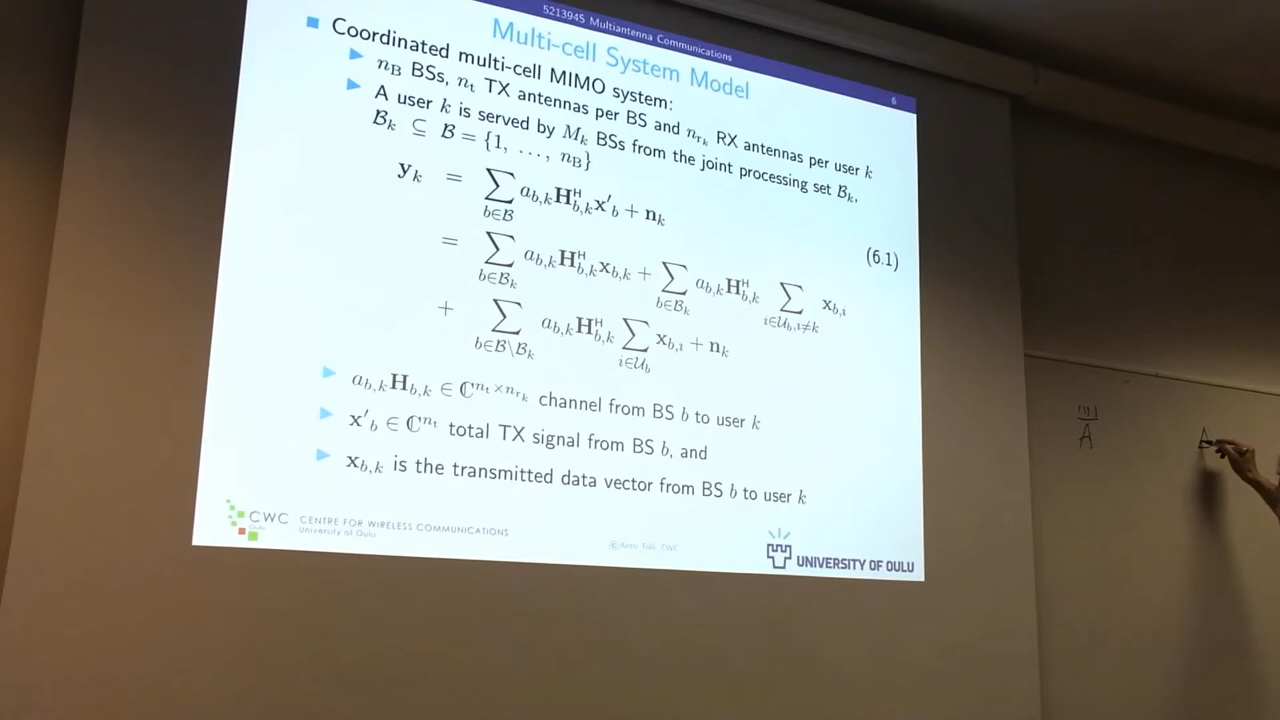 521394S Multiantenna Communications
6
Multi-cell System Model
Coordinated multi-cell MIMO system:
n_B BSs, n_t TX antennas per BS and n_{r_k} RX antennas per user k
A user k is served by M_k BSs from the joint processing set 𝓑_k,
𝓑_k ⊆ 𝓑 = {1, …, n_B}
𝐲_k = ∑_{b∈𝓑} a_{b,k} 𝐇^H_{b,k} 𝐱′_b + 𝐧_k
= ∑_{b∈𝓑_k} a_{b,k} 𝐇^H_{b,k} 𝐱_{b,k} + ∑_{b∈𝓑_k} a_{b,k} 𝐇^H_{b,k} ∑_{i∈𝓤_b, i≠k} 𝐱_{b,i} (6.1)
+ ∑_{b∈𝓑\𝓑_k} a_{b,k} 𝐇^H_{b,k} ∑_{i∈𝓤_b} 𝐱_{b,i} + 𝐧_k
a_{b,k} 𝐇_{b,k} ∈ ℂ^{n_t × n_{r_k}} channel from BS b to user k
𝐱′_b ∈ ℂ^{n_t} total TX signal from BS b, and
𝐱_{b,k} is the transmitted data vector from BS b to user k
CWC CENTRE FOR WIRELESS COMMUNICATIONS
University of Oulu
UNIVERSITY OF OULU